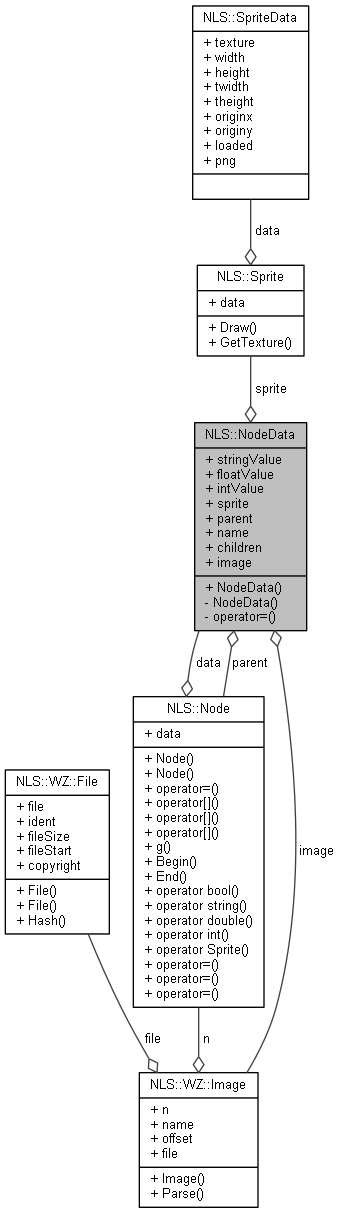 NLS::SpriteData
+ texture
+ width
+ height
+ twidth
+ theight
+ originx
+ originy
+ loaded
+ png
data
NLS::Sprite
+ data
+ Draw()
+ GetTexture()
sprite
NLS::NodeData
+ stringValue
+ floatValue
+ intValue
+ sprite
+ parent
+ name
+ children
+ image
+ NodeData()
- NodeData()
- operator=()
data
parent
NLS::Node
+ data
+ Node()
+ Node()
+ operator=()
+ operator[]()
+ operator[]()
+ operator[]()
+ g()
+ Begin()
+ End()
+ operator bool()
+ operator string()
+ operator double()
+ operator int()
+ operator Sprite()
+ operator=()
+ operator=()
+ operator=()
NLS::WZ::File
+ file
+ ident
+ fileSize
+ fileStart
+ copyright
+ File()
+ File()
+ Hash()
image
file
n
NLS::WZ::Image
+ n
+ name
+ offset
+ file
+ Image()
+ Parse()